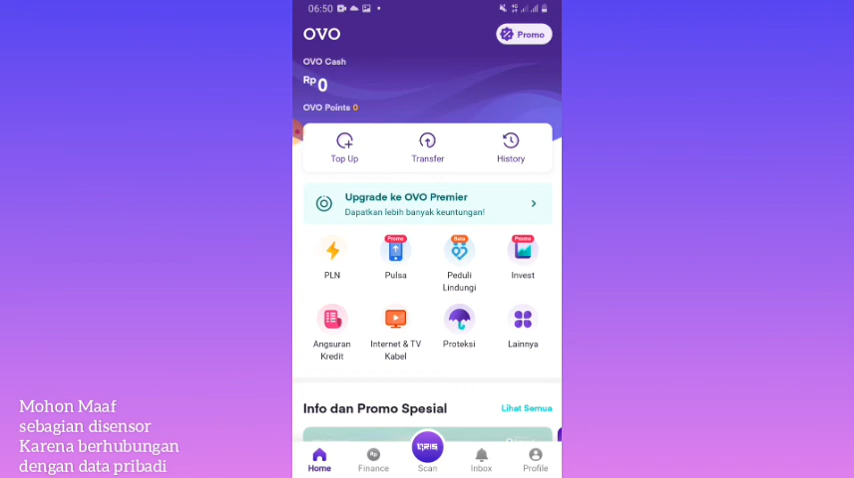 06:50
OVO
Promo
OVO Cash
Rp 0
OVO Points 0
Top Up
Transfer
History
Upgrade ke OVO Premier
Dapatkan lebih banyak keuntungan!
Promo
Beta
Promo
PLN
Pulsa
Peduli
Lindungi
Invest
Angsuran
Kredit
Internet & TV
Kabel
Proteksi
Lainnya
Info dan Promo Spesial
Lihat Semua
QRIS
Home
Finance
Scan
Inbox
Profile
Mohon Maaf
sebagian disensor
Karena berhubungan
dengan data pribadi